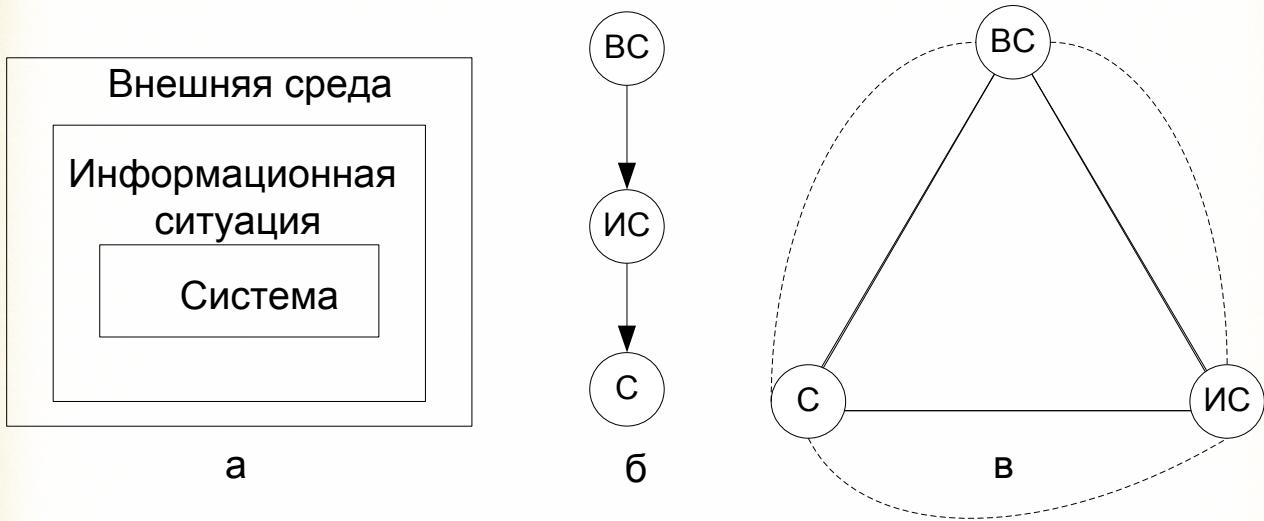 Внешняя среда
Информационная
ситуация
Система
а
ВС
ИС
С
б
ВС
С
ИС
в